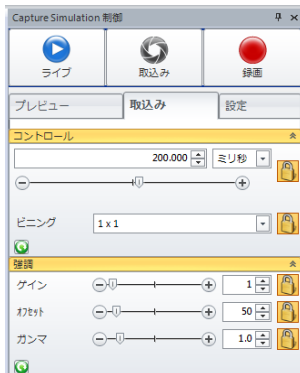 Capture Simulation 制御
ライブ 取込み 録画
プレビュー 取込み 設定
コントロール
200.000 ミリ秒
ビニング 1 x 1
強調
ゲイン 1
オフセット 50
ガンマ 1.0